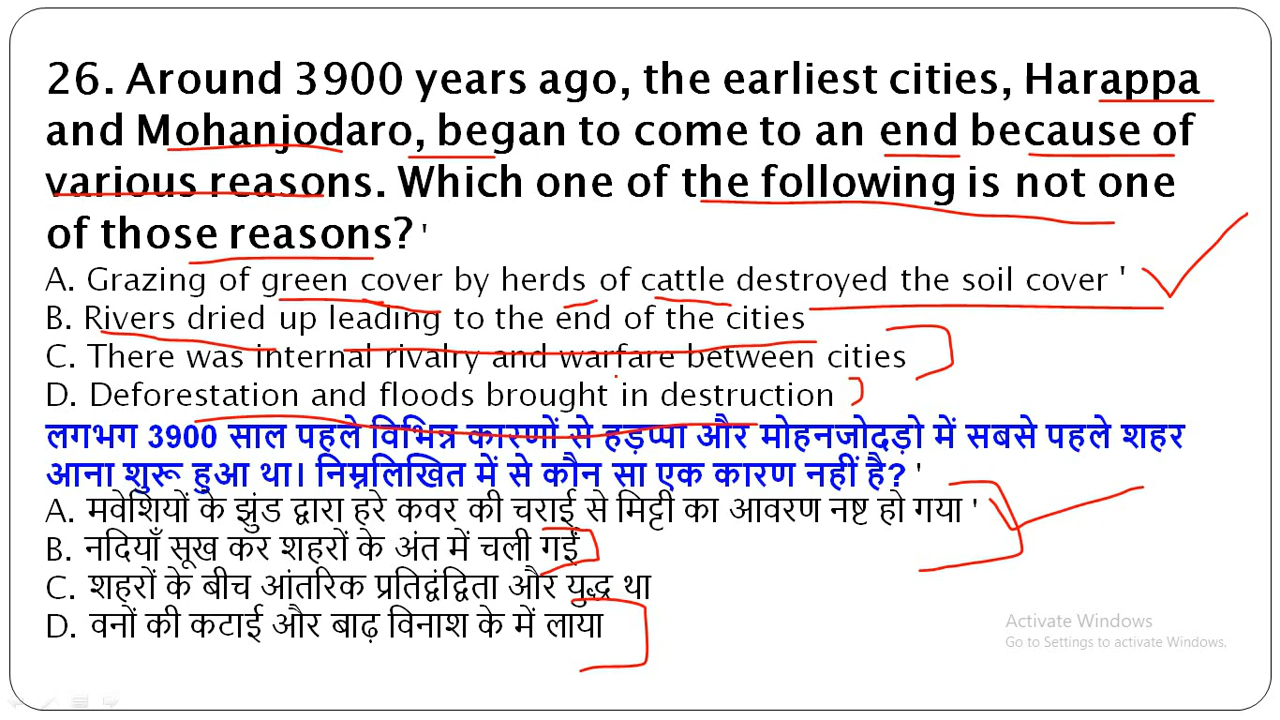 26. Around 3900 years ago, the earliest cities, Harappa
and Mohanjodaro, began to come to an end because of
various reasons. Which one of the following is not one
of those reasons? '
A. Grazing of green cover by herds of cattle destroyed the soil cover '
B. Rivers dried up leading to the end of the cities
C. There was internal rivalry and warfare between cities
D. Deforestation and floods brought in destruction
लगभग 3900 साल पहले विभिन्न कारणों से हड़प्पा और मोहनजोदड़ो में सबसे पहले शहर
आना शुरू हुआ था। निम्नलिखित में से कौन सा एक कारण नहीं है? '
A. मवेशियों के झुंड द्वारा हरे कवर की चराई से मिट्टी का आवरण नष्ट हो गया '
B. नदियाँ सूख कर शहरों के अंत में चली गईं
C. शहरों के बीच आंतरिक प्रतिद्वंद्विता और युद्ध था
D. वनों की कटाई और बाढ़ विनाश के में लाया
Activate Windows
Go to Settings to activate Windows.